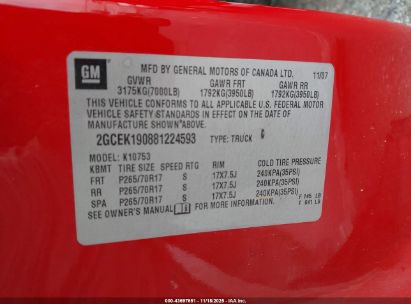 GM
MFD BY GENERAL MOTORS OF CANADA LTD. 11/07
GVWR GAWR FRT GAWR RR
3175KG(7000LB) 1792KG(3950LB) 1792KG(3950LB)
THIS VEHICLE CONFORMS TO ALL APPLICABLE U.S. FEDERAL MOTOR
VEHICLE SAFETY STANDARDS IN EFFECT ON THE DATE OF
MANUFACTURE SHOWN ABOVE.
2GCEK190881224593 TYPE: TRUCK
MODEL: K10753
KBMT TIRE SIZE SPEED RTG RIM COLD TIRE PRESSURE
FRT P265/70R17 S 17X7.5J 240KPA(35PSI)
RR P265/70R17 S 17X7.5J 240KPA(35PSI)
SPA P265/70R17 S 17X7.5J 240KPA(35PSI)
SEE OWNER'S MANUAL FOR MORE INFORMATION.